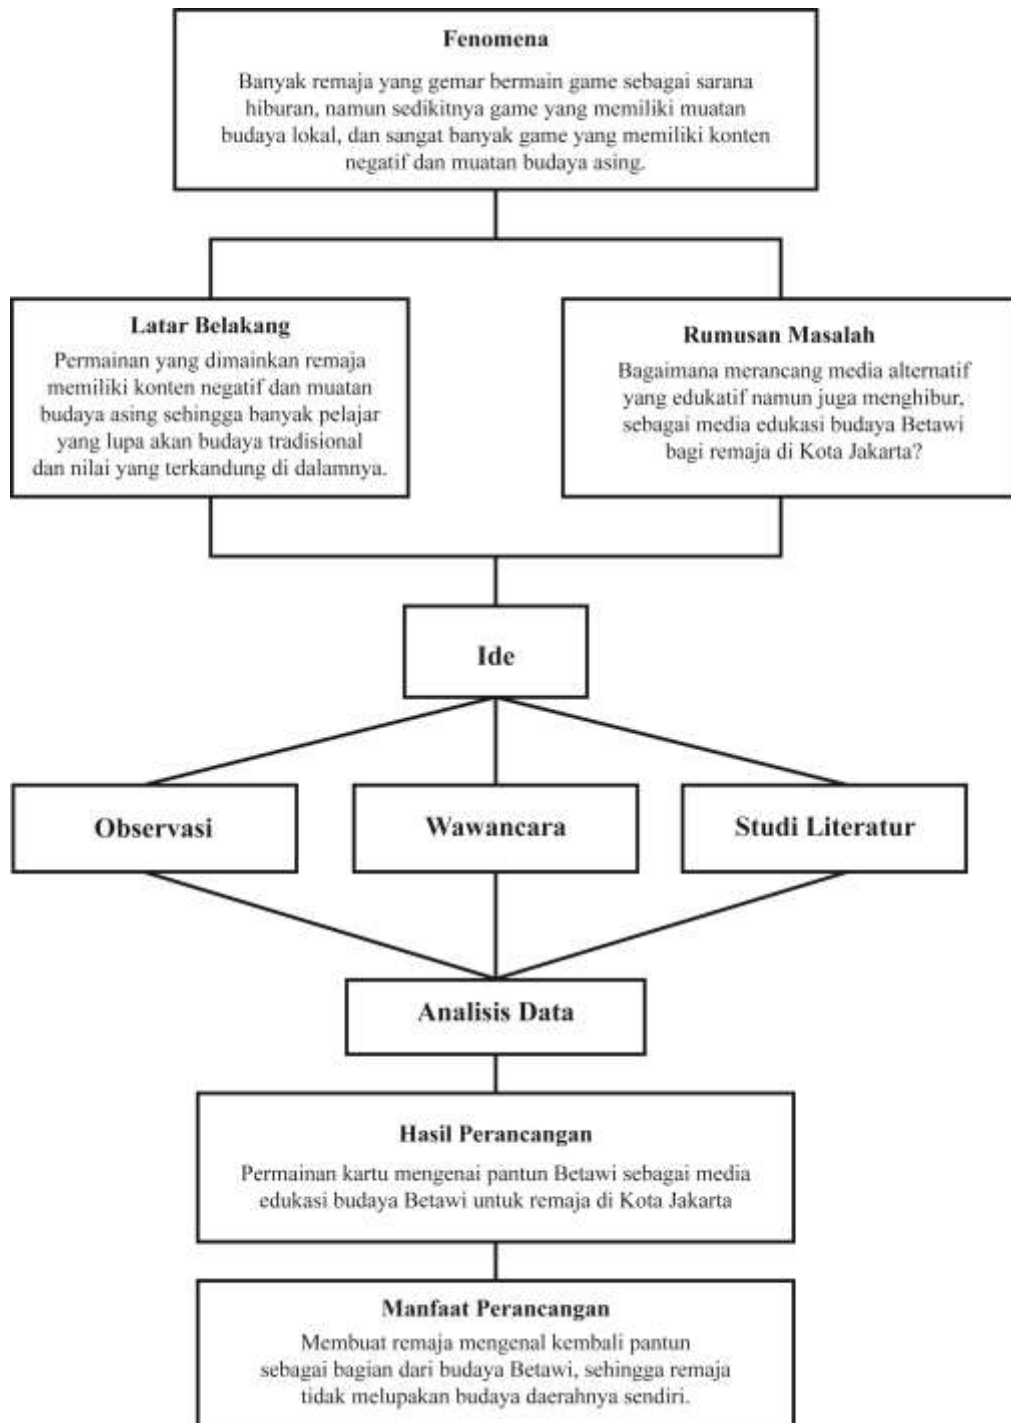 Fenomena
Banyak remaja yang gemar bermain game sebagai sarana
hiburan, namun sedikitnya game yang memiliki muatan
budaya lokal, dan sangat banyak game yang memiliki konten
negatif dan muatan budaya asing.
Latar Belakang
Permainan yang dimainkan remaja
memiliki konten negatif dan muatan
budaya asing sehingga banyak pelajar
yang lupa akan budaya tradisional
dan nilai yang terkandung di dalamnya.
Rumusan Masalah
Bagaimana merancang media alternatif
yang edukatif namun juga menghibur,
sebagai media edukasi budaya Betawi
bagi remaja di Kota Jakarta?
Ide
Observasi
Wawancara
Studi Literatur
Analisis Data
Hasil Perancangan
Permainan kartu mengenai pantun Betawi sebagai media
edukasi budaya Betawi untuk remaja di Kota Jakarta
Manfaat Perancangan
Membuat remaja mengenal kembali pantun
sebagai bagian dari budaya Betawi, sehingga remaja
tidak melupakan budaya daerahnya sendiri.